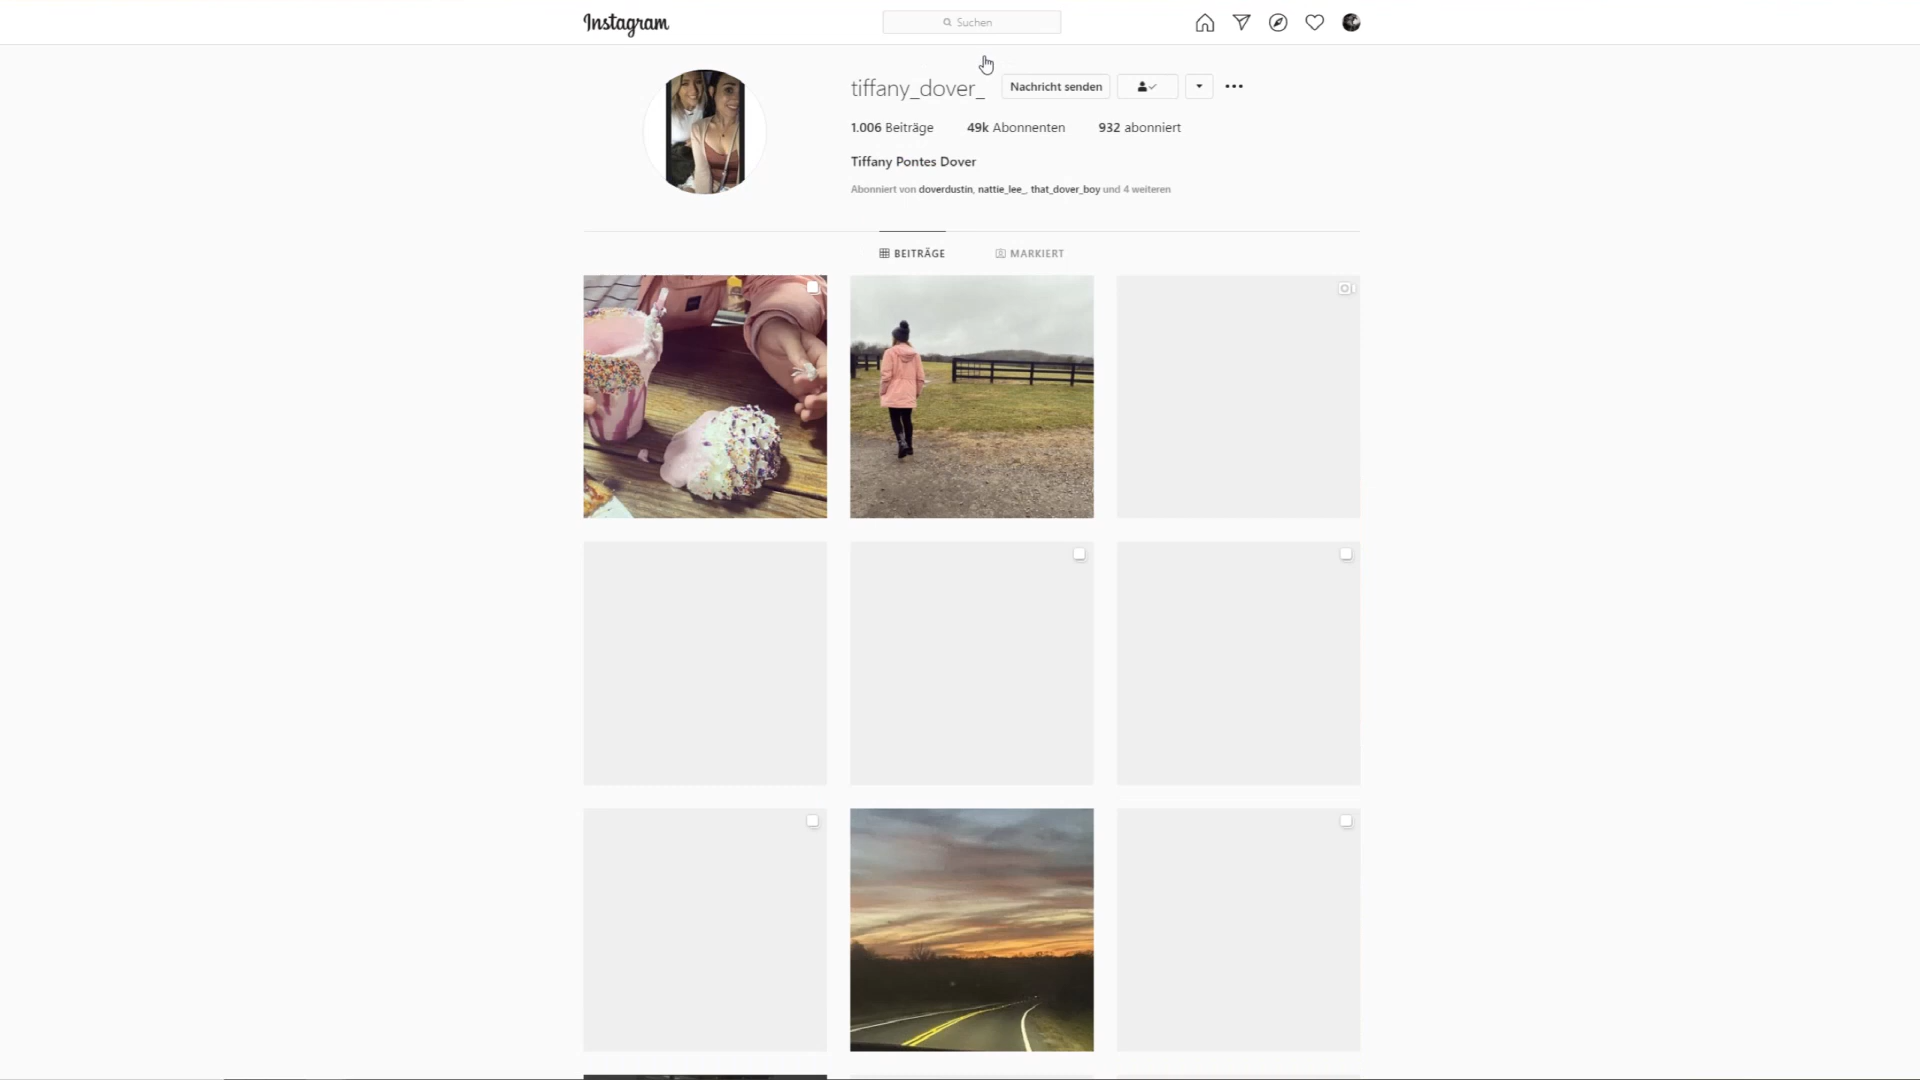 Instagram
Suchen
tiffany_dover_
Nachricht senden
1.006 Beiträge 49k Abonnenten 932 abonniert
Tiffany Pontes Dover
Abonniert von doverdustin, nattie_lee_, that_dover_boy und 4 weiteren
BEITRÄGE MARKIERT